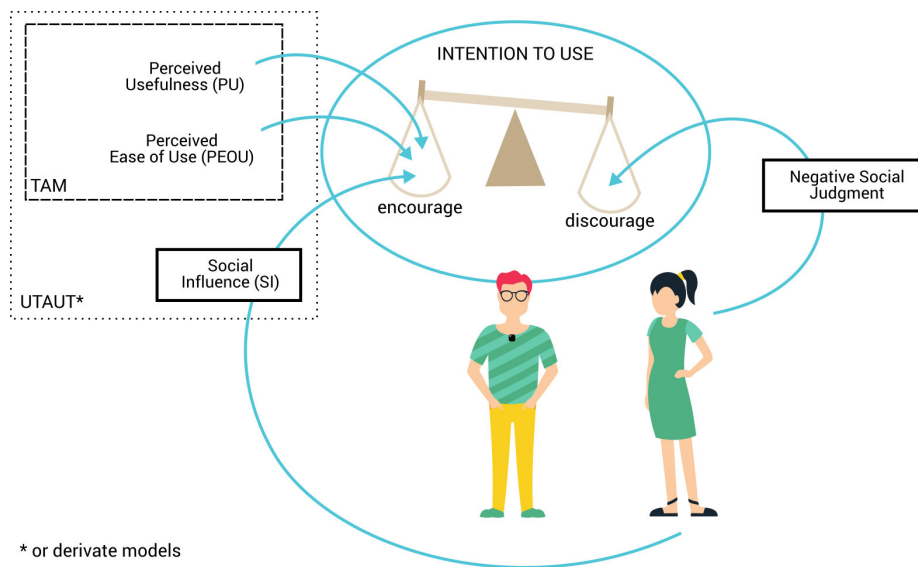 INTENTION TO USE
Perceived
Usefulness (PU)
Perceived
Ease of Use (PEOU)
TAM
encourage
discourage
Negative Social
Judgment
Social
Influence (SI)
UTAUT*
* or derivate models